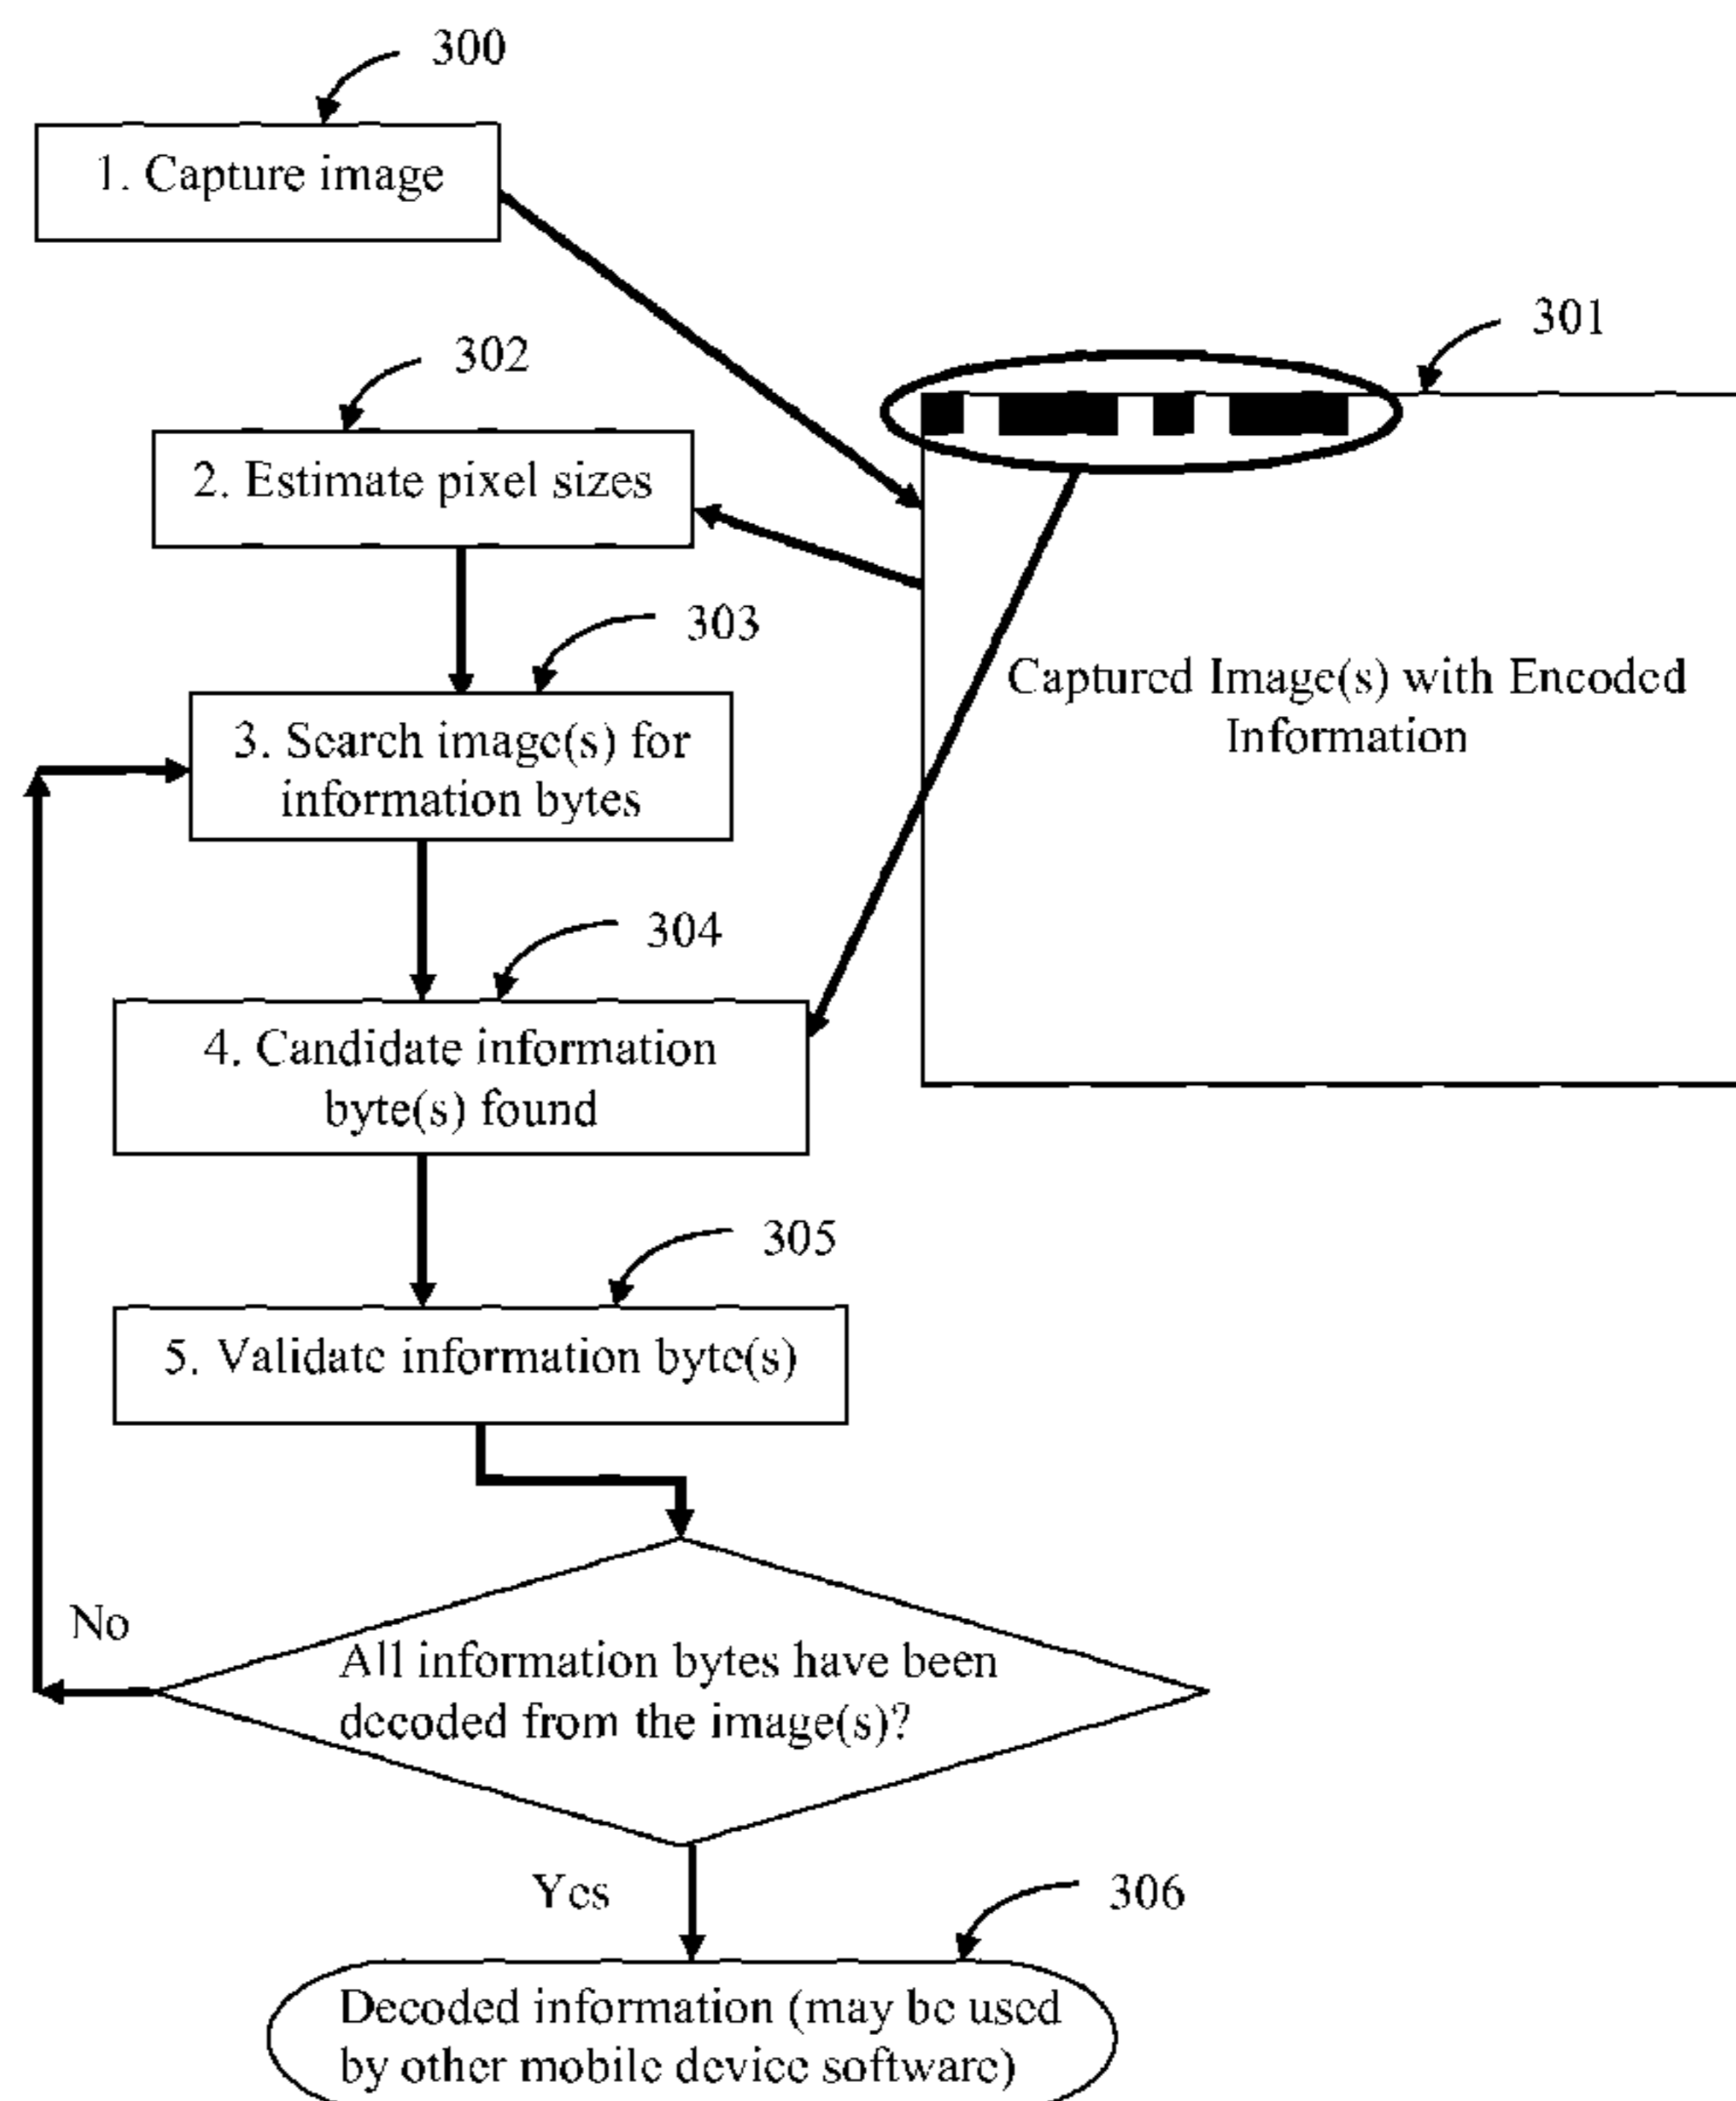 300
1. Capture image
301
302
2. Estimate pixel sizes
303
3. Search image(s) for
information bytes
Captured Image(s) with Encoded
Information
304
4. Candidate information
byte(s) found
305
5. Validate information byte(s)
No
All information bytes have been
decoded from the image(s)?
Yes
306
Decoded information (may be used
by other mobile device software)